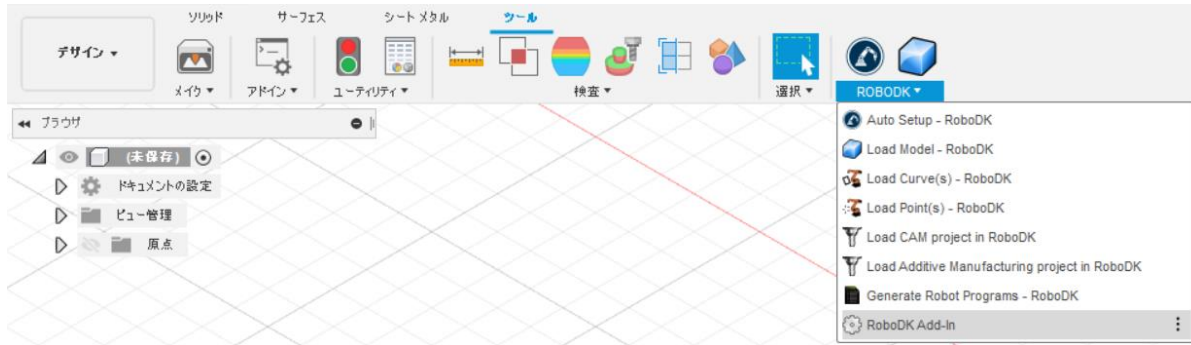 ソリッド サーフェス シート メタル ツール
デザイン ▾
メイク ▾ アドイン ▾ ユーティリティ ▾ 検査 ▾ 選択 ▾ ROBODK ▾
ブラウザ
(未保存)
ドキュメントの設定
ビュー管理
原点
Auto Setup - RoboDK
Load Model - RoboDK
Load Curve(s) - RoboDK
Load Point(s) - RoboDK
Load CAM project in RoboDK
Load Additive Manufacturing project in RoboDK
Generate Robot Programs - RoboDK
RoboDK Add-In